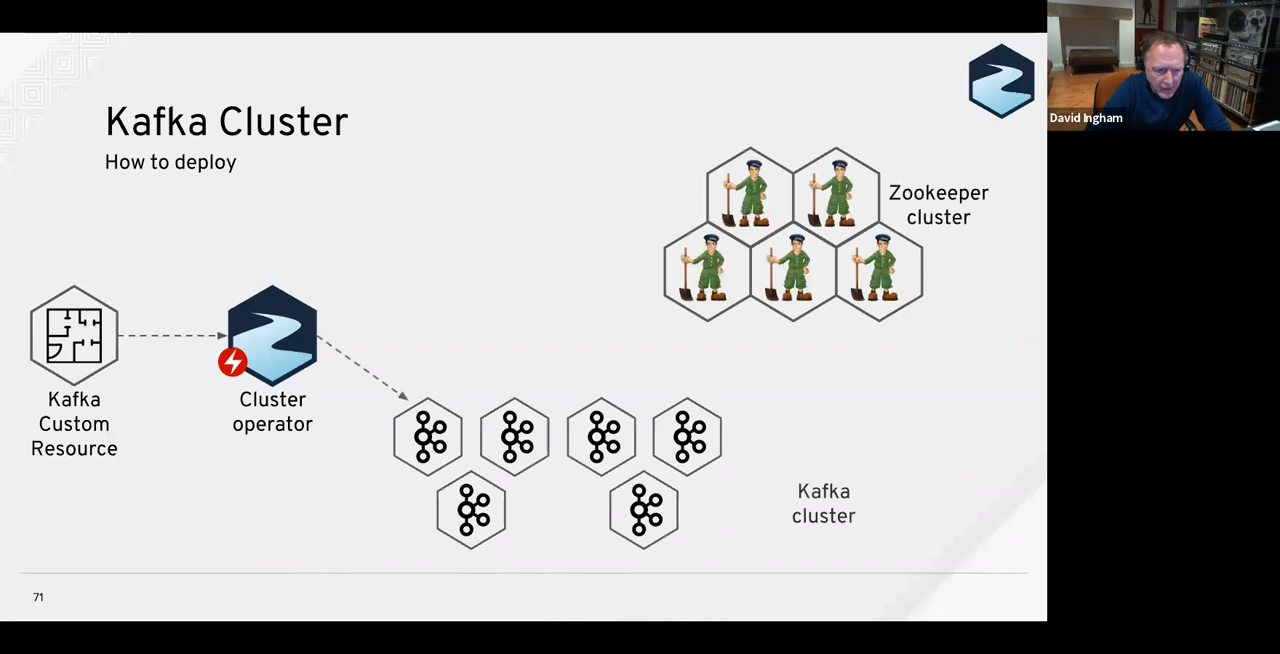 Kafka Cluster
How to deploy
David Ingham
Zookeeper
cluster
Kafka
Custom
Resource
Cluster
operator
Kafka
cluster
71